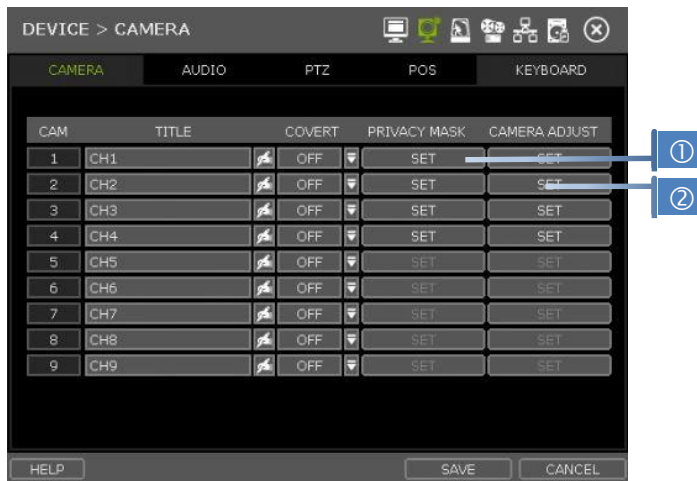 DEVICE > CAMERA
CAMERA AUDIO PTZ POS KEYBOARD
CAM TITLE COVERT PRIVACY MASK CAMERA ADJUST
1 CH1 OFF SET SET ①
2 CH2 OFF SET SET ②
3 CH3 OFF SET SET
4 CH4 OFF SET SET
5 CH5 OFF SET SET
6 CH6 OFF SET SET
7 CH7 OFF SET SET
8 CH8 OFF SET SET
9 CH9 OFF SET SET
HELP SAVE CANCEL